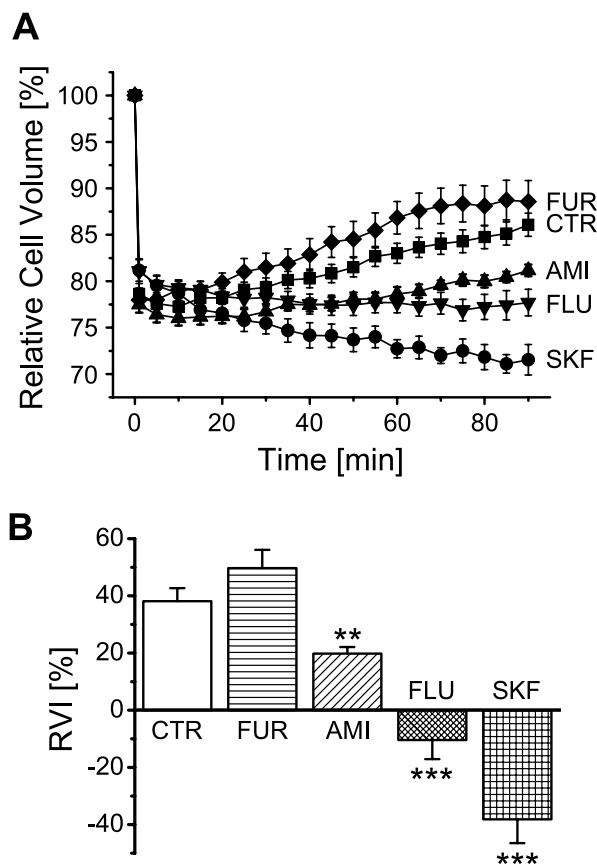 A
Relative Cell Volume [%]
100
95
90
85
80
75
70
FUR
CTR
AMI
FLU
SKF
0 20 40 60 80
Time [min]
B
RVI [%]
60
40
20
0
-20
-40
**
FLU SKF
CTR FUR AMI
***
***